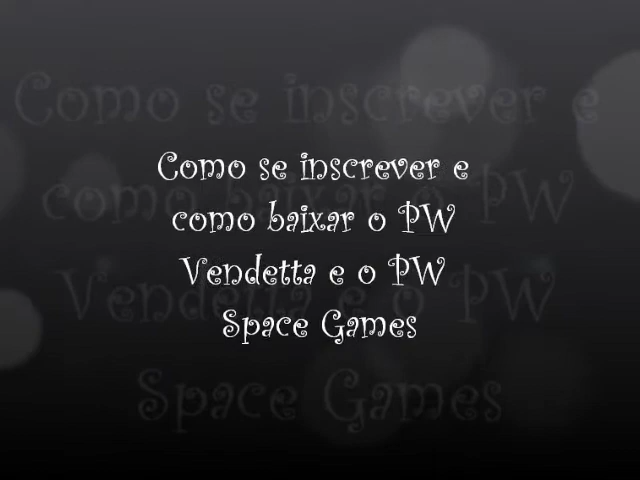 Como se inscrever e
como baixar o PW
Vendetta e o PW
Space Games